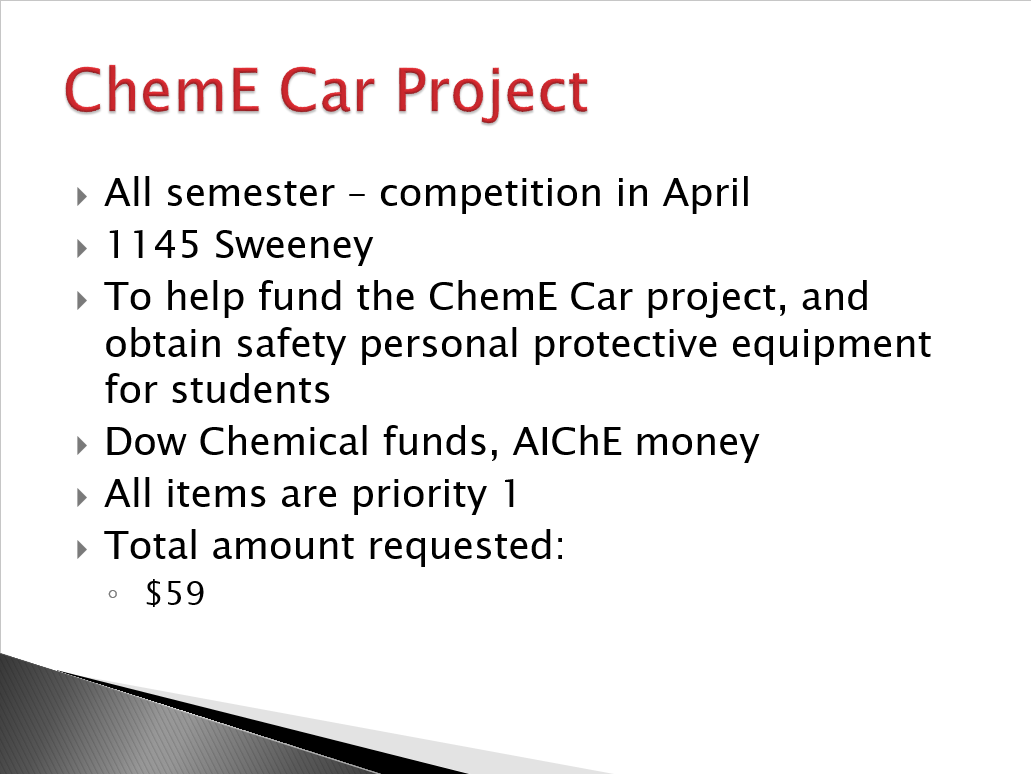 ChemE Car Project
All semester – competition in April
1145 Sweeney
To help fund the ChemE Car project, and
obtain safety personal protective equipment
for students
Dow Chemical funds, AIChE money
All items are priority 1
Total amount requested:
$59